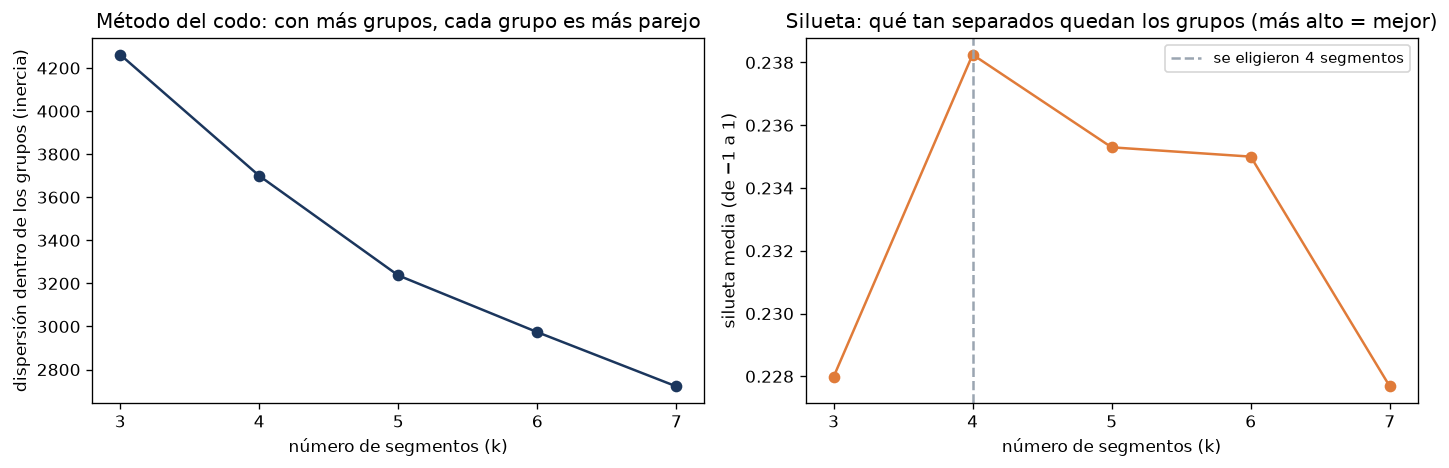 Método del codo: con más grupos, cada grupo es más parejo
dispersión dentro de los grupos (inercia)
4200
4000
3800
3600
3400
3200
3000
2800
3 4 5 6 7
número de segmentos (k)
Silueta: qué tan separados quedan los grupos (más alto = mejor)
se eligieron 4 segmentos
silueta media (de −1 a 1)
0.238
0.236
0.234
0.232
0.230
0.228
3 4 5 6 7
número de segmentos (k)